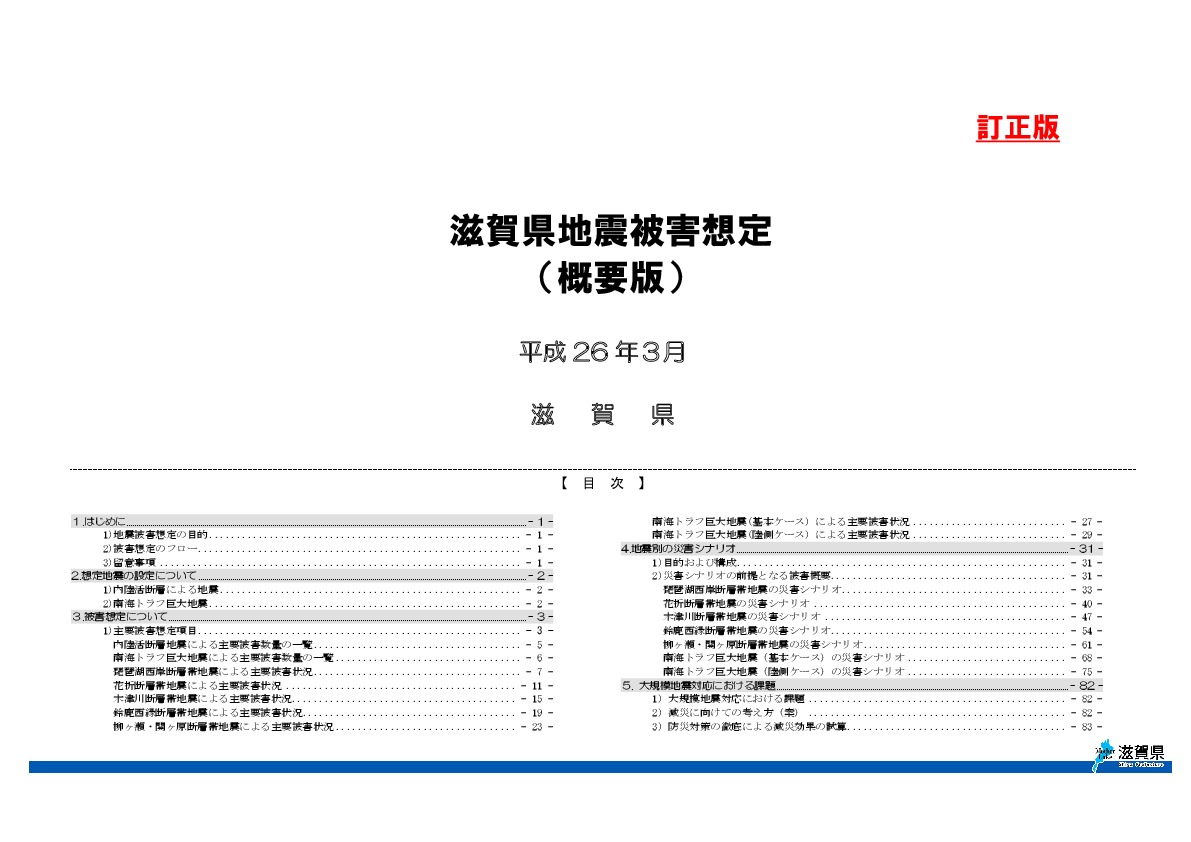 訂正版
滋賀県地震被害想定
（概要版）
平成 26 年3月
滋 賀 県
【 目 次 】
1.はじめに - 1 -
1)地震被害想定の目的 - 1 -
2)被害想定のフロー - 1 -
3)留意事項 - 1 -
2.想定地震の設定について - 2 -
1)内陸活断層による地震 - 2 -
2)南海トラフ巨大地震 - 2 -
3.被害想定について - 3 -
1)主要被害想定項目 - 3 -
内陸活断層地震による主要被害数量の一覧 - 5 -
南海トラフ巨大地震による主要被害数量の一覧 - 6 -
琵琶湖西岸断層帯地震による主要被害状況 - 7 -
花折断層帯地震による主要被害状況 - 11 -
木津川断層帯地震による主要被害状況 - 15 -
鈴鹿西縁断層帯地震による主要被害状況 - 19 -
柳ヶ瀬・関ヶ原断層帯地震による主要被害状況 - 23 -
南海トラフ巨大地震(基本ケース）による主要被害状況 - 27 -
南海トラフ巨大地震(陸側ケース）による主要被害状況 - 29 -
4.地震別の災害シナリオ - 31 -
1)目的および構成 - 31 -
2)災害シナリオの前提となる被害概要 - 31 -
琵琶湖西岸断層帯地震の災害シナリオ - 33 -
花折断層帯地震の災害シナリオ - 40 -
木津川断層帯地震の災害シナリオ - 47 -
鈴鹿西縁断層帯地震の災害シナリオ - 54 -
柳ヶ瀬・関ヶ原断層帯地震の災害シナリオ - 61 -
南海トラフ巨大地震（基本ケース）の災害シナリオ - 68 -
南海トラフ巨大地震（陸側ケース）の災害シナリオ - 75 -
5. 大規模地震対応における課題 - 82 -
1) 大規模地震対応における課題 - 82 -
2) 減災に向けての考え方（案） - 82 -
3) 防災対策の徹底による減災効果の試算 - 83 -
滋賀県